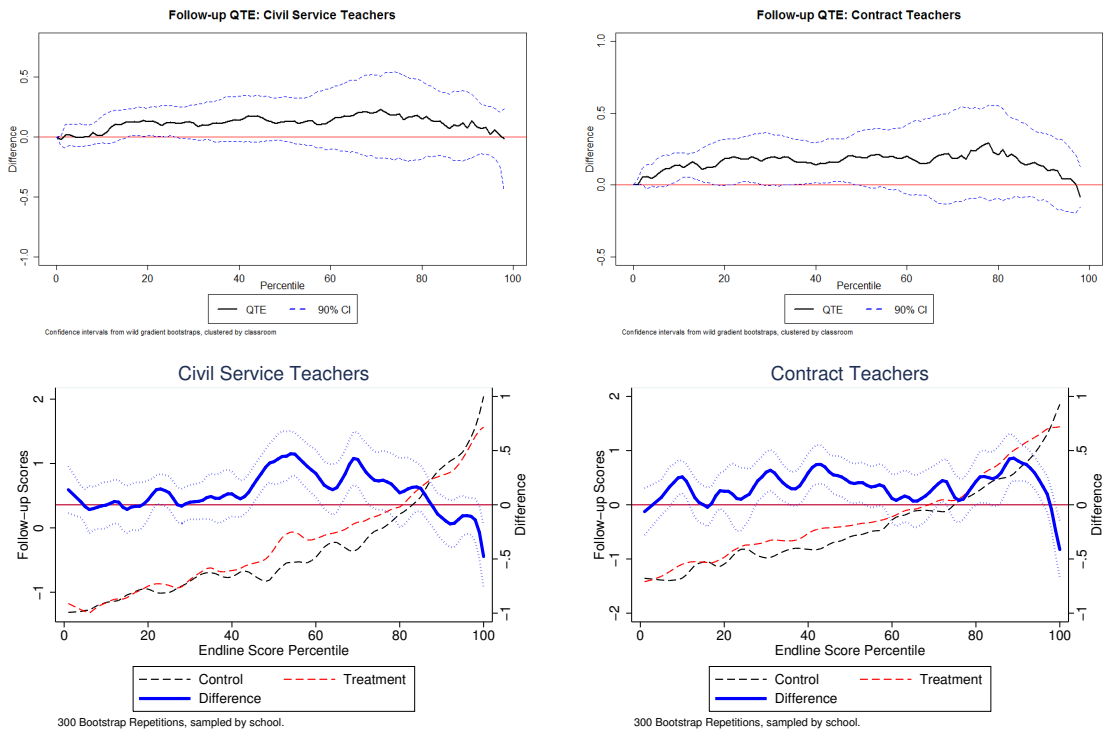 Follow-up QTE: Civil Service Teachers
0.5
0.0
−0.5
−1.0
Difference
0 20 40 60 80 100
Percentile
QTE 90% CI
Confidence intervals from wild gradient bootstraps, clustered by classroom
Follow-up QTE: Contract Teachers
1.0
0.5
0.0
−0.5
Difference
0 20 40 60 80 100
Percentile
QTE 90% CI
Confidence intervals from wild gradient bootstraps, clustered by classroom
Civil Service Teachers
2
1
0
−1
Follow-up Scores
1
.5
0
−.5
−1
Difference
0 20 40 60 80 100
Endline Score Percentile
Control Treatment
Difference
300 Bootstrap Repetitions, sampled by school.
Contract Teachers
2
1
0
−1
−2
Follow-up Scores
1
.5
0
−.5
−1
Difference
0 20 40 60 80 100
Endline Score Percentile
Control Treatment
Difference
300 Bootstrap Repetitions, sampled by school.